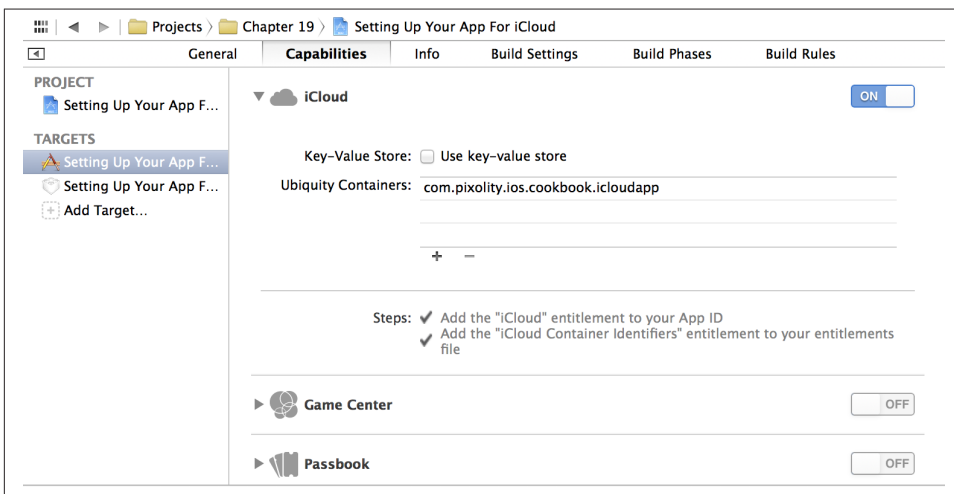 Projects Chapter 19 Setting Up Your App For iCloud
General Capabilities Info Build Settings Build Phases Build Rules
PROJECT
Setting Up Your App F...
TARGETS
Setting Up Your App F...
Setting Up Your App F...
Add Target...
iCloud ON
Key-Value Store: Use key-value store
Ubiquity Containers: com.pixolity.ios.cookbook.icloudapp
Steps: Add the "iCloud" entitlement to your App ID
Add the "iCloud Container Identifiers" entitlement to your entitlements
file
Game Center OFF
Passbook OFF